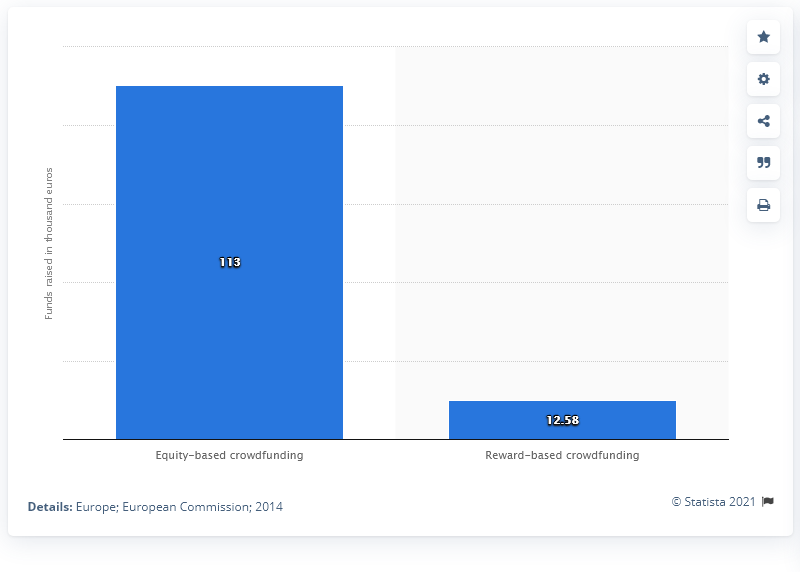 Funds raised in thousand euros
113
12.58
Equity-based crowdfunding
Reward-based crowdfunding
Details: Europe; European Commission; 2014
© Statista 2021